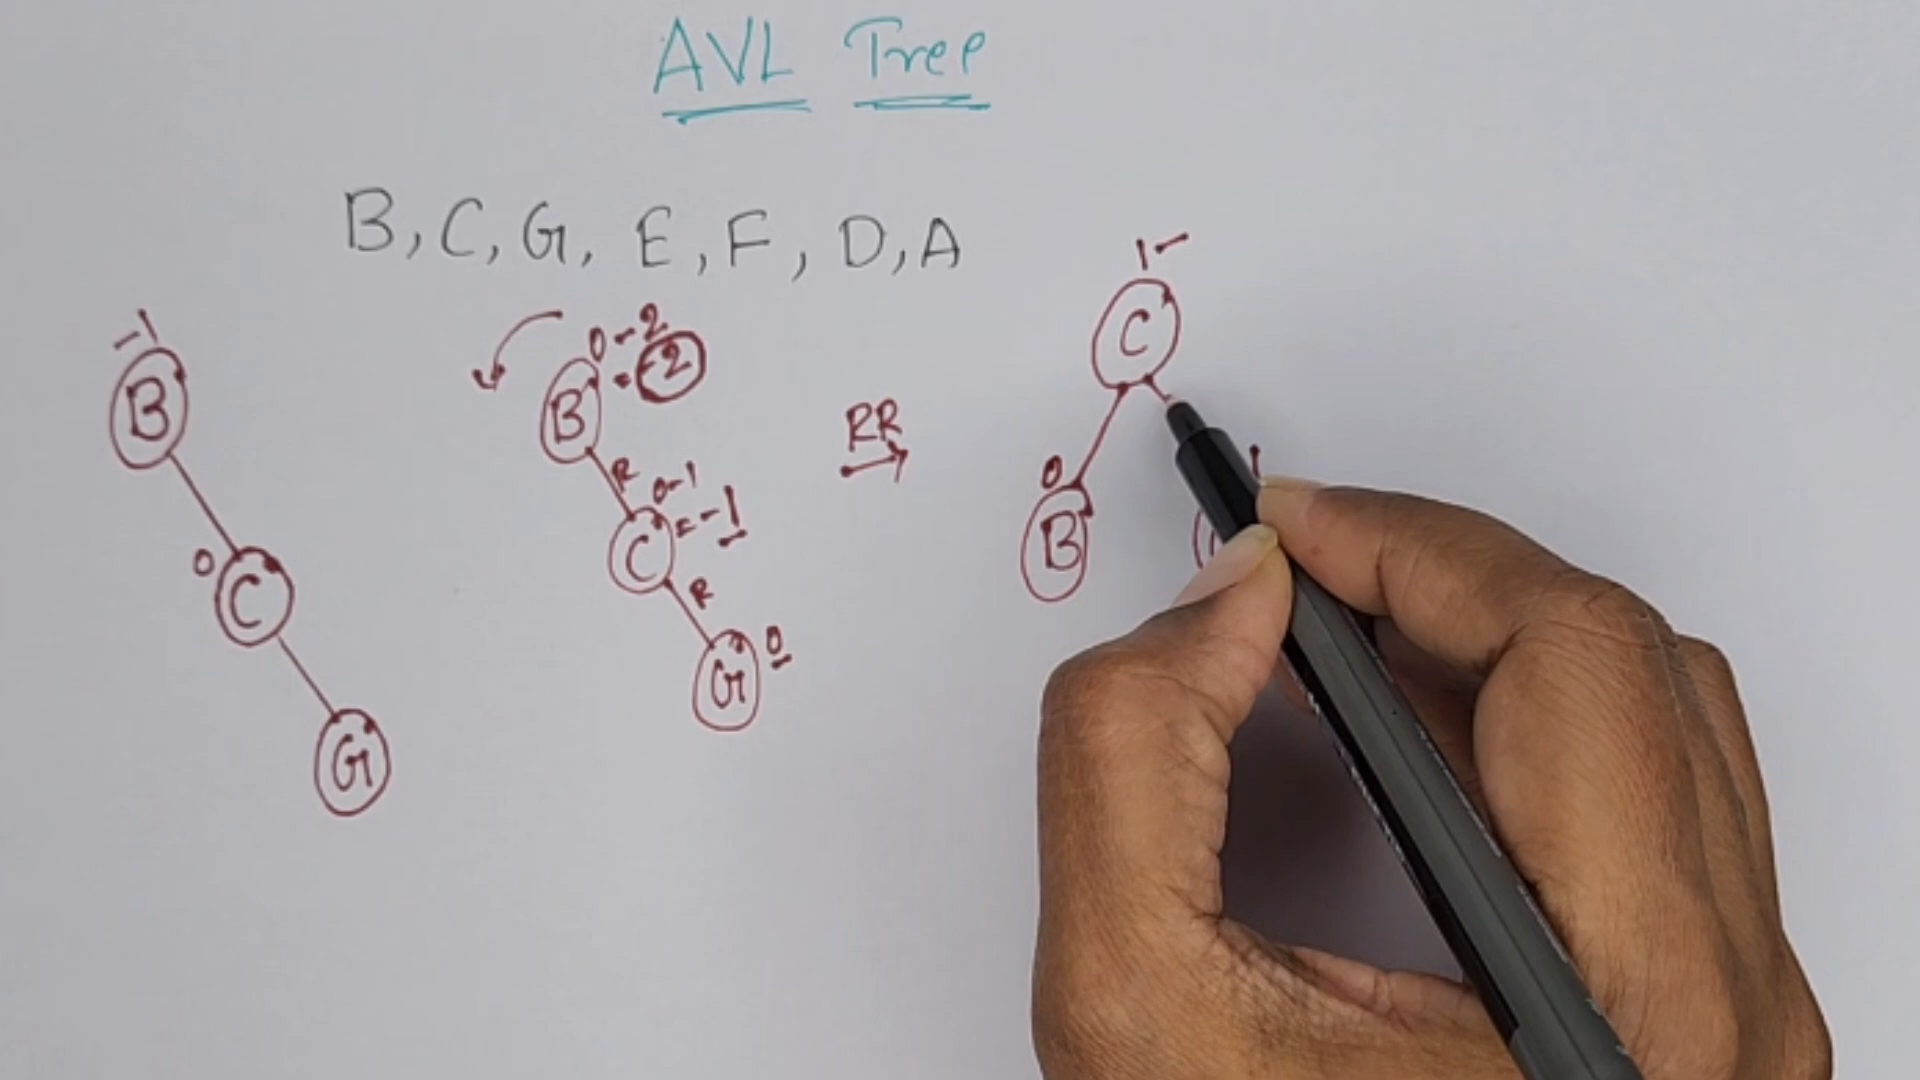 AVL Tree
B, C, G, E, F, D, A
-1
B
0
C
G
0-2
= -2
B
R
0-1
= -1
C
R
0
G
RR
1-
C
0
B